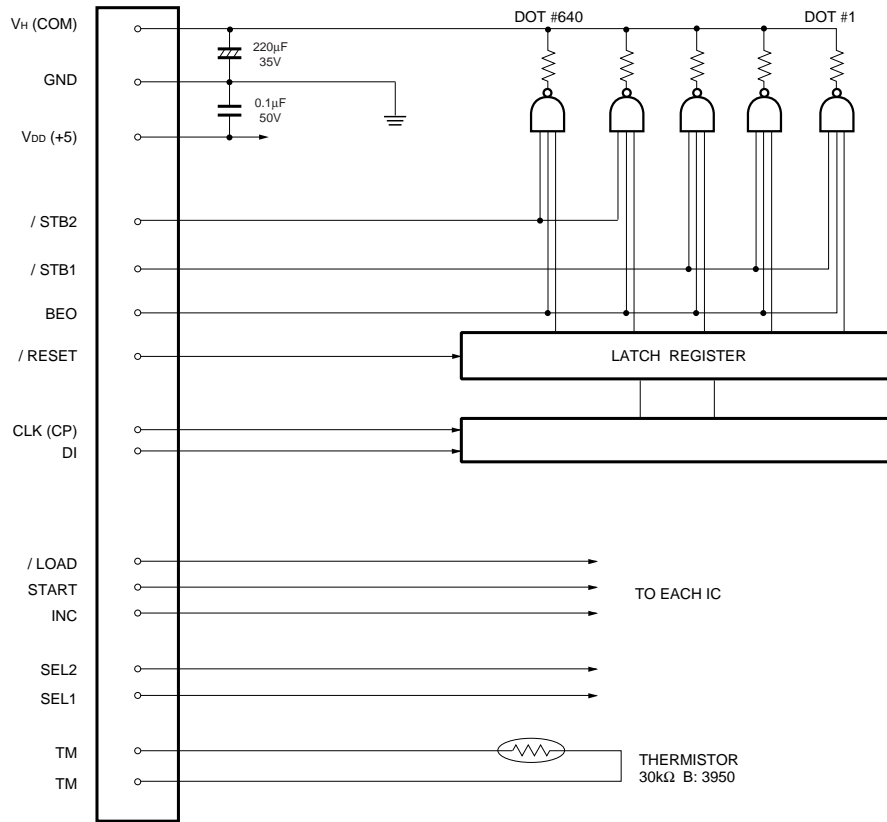 VH (COM)
DOT #640
DOT #1
220µF
35V
GND
0.1µF
50V
VDD (+5)
/ STB2
/ STB1
BEO
/ RESET
LATCH REGISTER
CLK (CP)
DI
/ LOAD
START
TO EACH IC
INC
SEL2
SEL1
TM
THERMISTOR
30kΩ B: 3950
TM